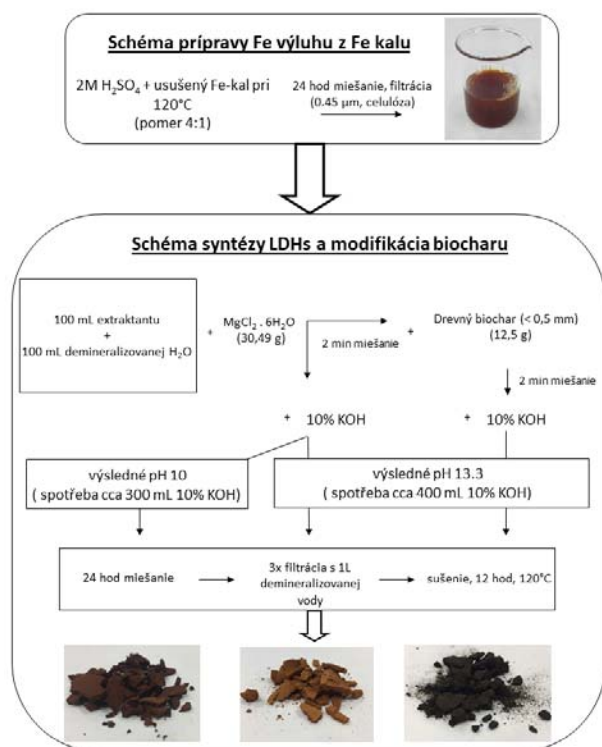 Schéma prípravy Fe výluhu z Fe kalu
2M H₂SO₄ + usušený Fe-kal pri
120°C
(pomer 4:1)
24 hod miešanie, filtrácia
(0.45 µm, celulóza)
Schéma syntézy LDHs a modifikácia biocharu
100 mL extraktantu
+
100 mL demineralizovanej H₂O
+
MgCl₂ . 6H₂O
(30,49 g)
2 min miešanie
+
Drevný biochar (< 0,5 mm)
(12,5 g)
2 min miešanie
+ 10% KOH
+ 10% KOH
výsledné pH 10
( spotřeba cca 300 mL 10% KOH)
výsledné pH 13.3
( spotřeba cca 400 mL 10% KOH)
24 hod miešanie
3x filtrácia s 1L
demineralizovanej
vody
sušenie, 12 hod, 120°C